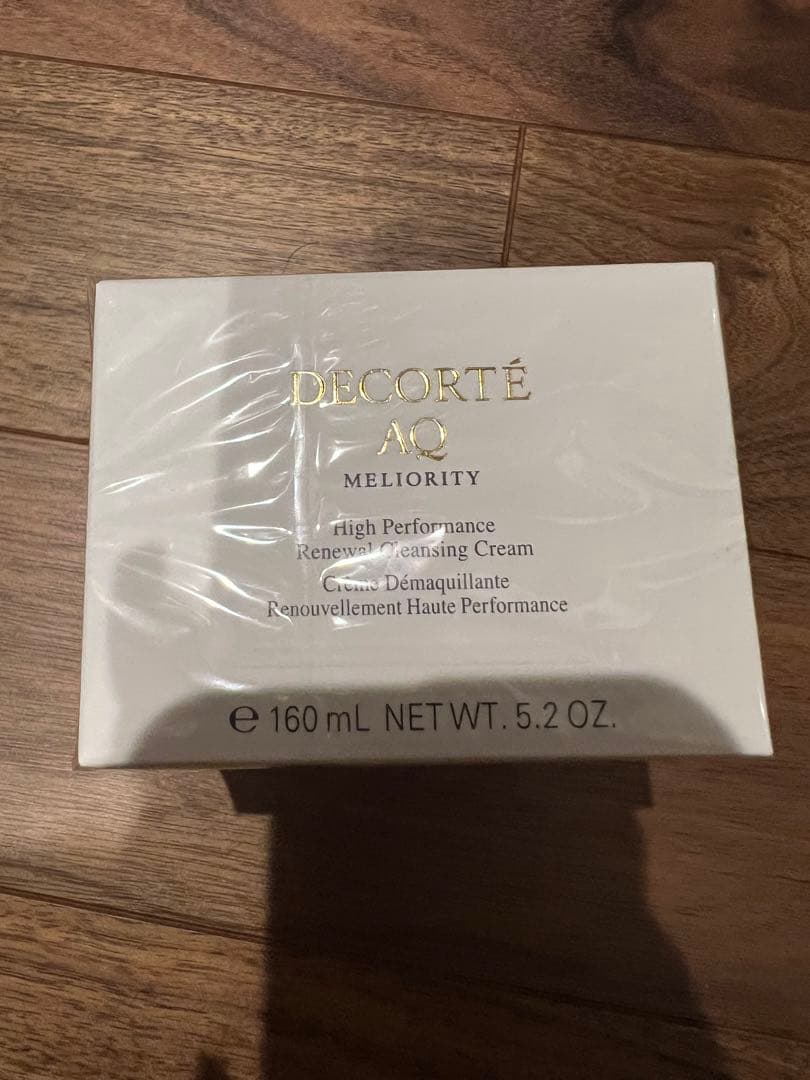 DECORTÉ
AQ
MELIORITY
High Performance
Renewal Cleansing Cream
Crème Démaquillante
Renouvellement Haute Performance
e 160 mL NET WT. 5.2 OZ.